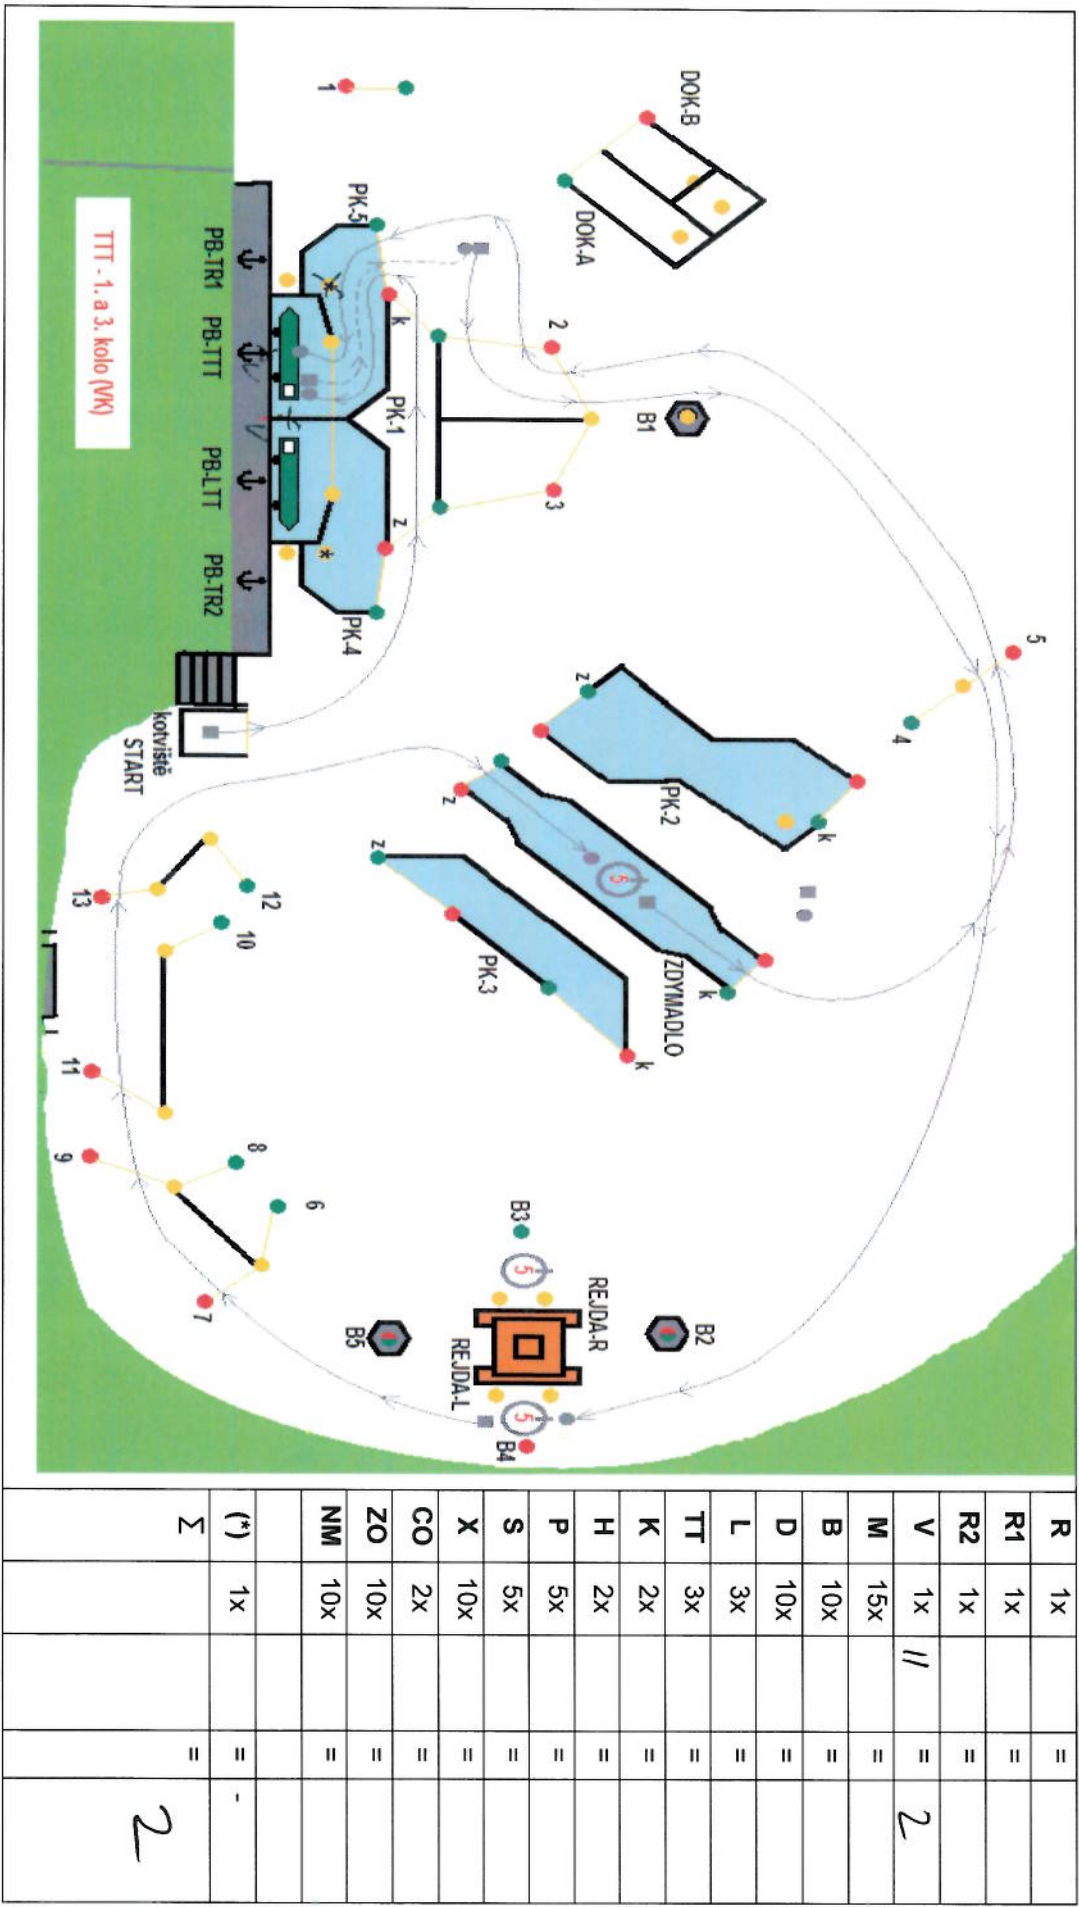 DOK-B
DOK-A
1
PK-5
k
2
B1
3
PK-1
z
PK-4
PB-TR1
PB-TTT
PB-LTT
PB-TR2
TTT - 1. a 3. kolo (VK)
kotviště
START
5
4
z
PK-2
k
z
5
ZDYMADLO
k
z
PK-3
k
13
12
10
11
9
8
6
7
B3
5
REJDA-R
REJDA-L
B2
B5
5
B4
*
*
R 1x =
R1 1x =
R2 1x =
V 1x // = 2
M 15x =
B 10x =
D 10x =
L 3x =
TT 3x =
K 2x =
H 2x =
P 5x =
S 5x =
X 10x =
CO 2x =
ZO 10x =
NM 10x =
(*) 1x = -
Σ = 2